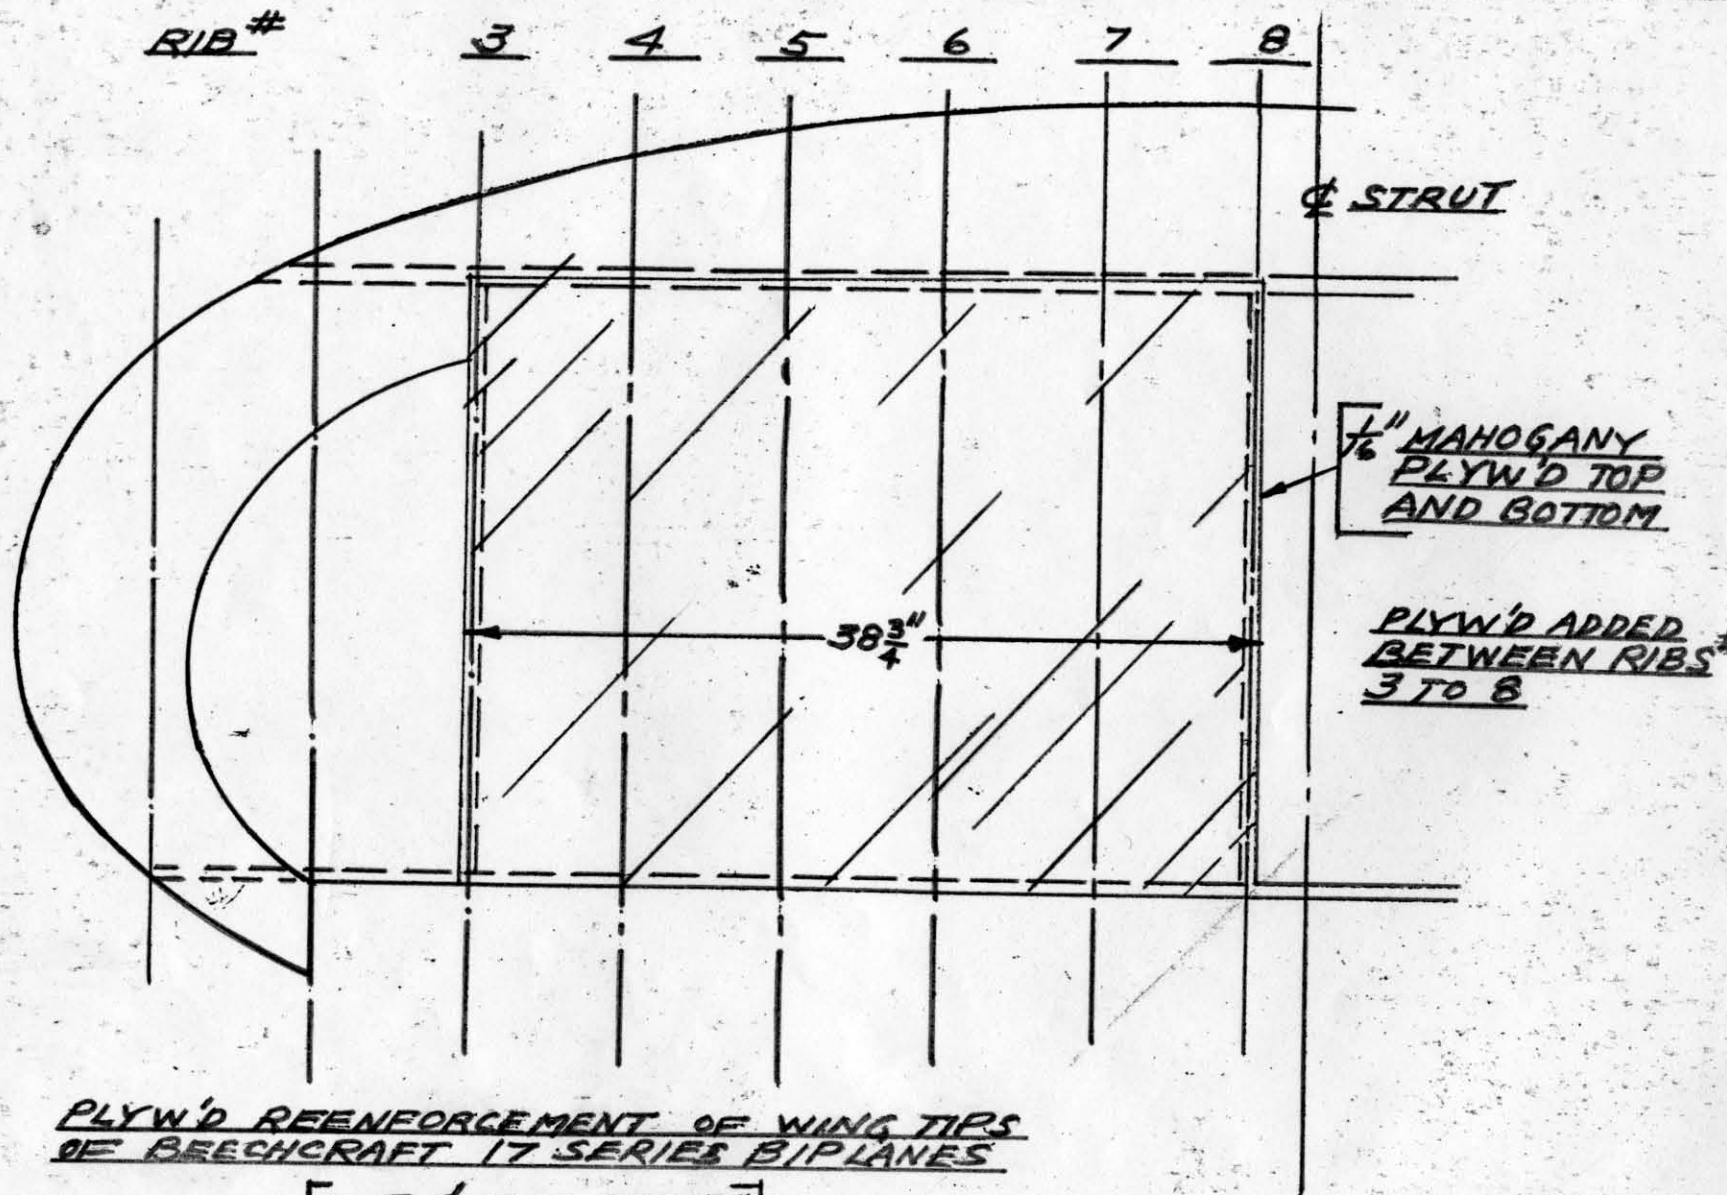 RIB # 3 4 5 6 7 8
℄ STRUT
1/16" MAHOGANY
PLYW'D TOP
AND BOTTOM
38 3/4"
PLYW'D ADDED
BETWEEN RIBS #
3 TO 8
PLYW'D REENFORCEMENT OF WING TIPS
OF BEECHCRAFT 17 SERIES BIPLANES